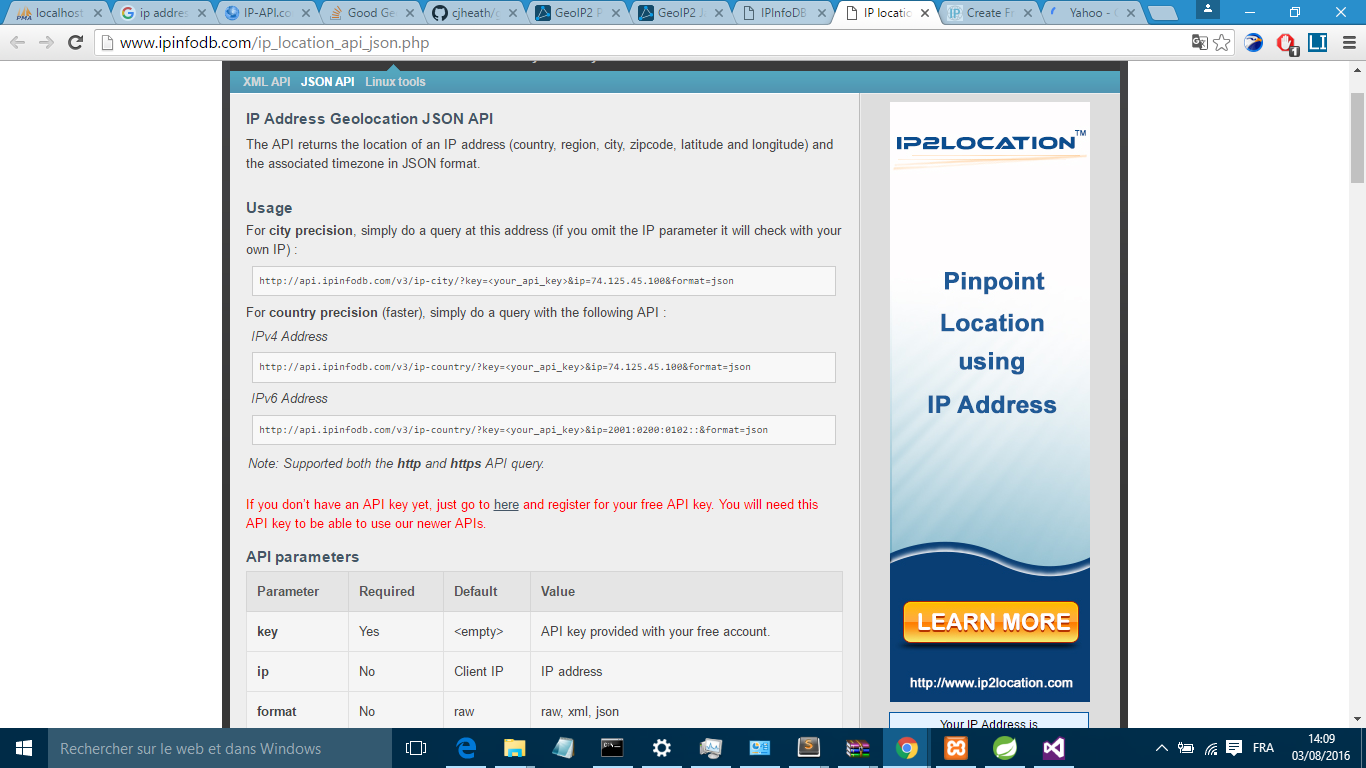 localhost
ip addres
IP-API.co
Good Ge
cjheath/g
GeoIP2 P
GeoIP2 J
IPInfoDB
IP locatio
Create Fr
Yahoo - 
www.ipinfodb.com/ip_location_api_json.php
XML API JSON API Linux tools
IP Address Geolocation JSON API
The API returns the location of an IP address (country, region, city, zipcode, latitude and longitude) and
the associated timezone in JSON format.
Usage
For city precision, simply do a query at this address (if you omit the IP parameter it will check with your
own IP) :
http://api.ipinfodb.com/v3/ip-city/?key=<your_api_key>&ip=74.125.45.100&format=json
For country precision (faster), simply do a query with the following API :
IPv4 Address
http://api.ipinfodb.com/v3/ip-country/?key=<your_api_key>&ip=74.125.45.100&format=json
IPv6 Address
http://api.ipinfodb.com/v3/ip-country/?key=<your_api_key>&ip=2001:0200:0102::&format=json
Note: Supported both the http and https API query.
If you don't have an API key yet, just go to here and register for your free API key. You will need this
API key to be able to use our newer APIs.
API parameters
Parameter Required Default Value
key Yes <empty> API key provided with your free account.
ip No Client IP IP address
format No raw raw, xml, json
IP2LOCATION™
Pinpoint
Location
using
IP Address
LEARN MORE
http://www.ip2location.com
Your IP Address is
Rechercher sur le web et dans Windows
FRA
14:09
03/08/2016